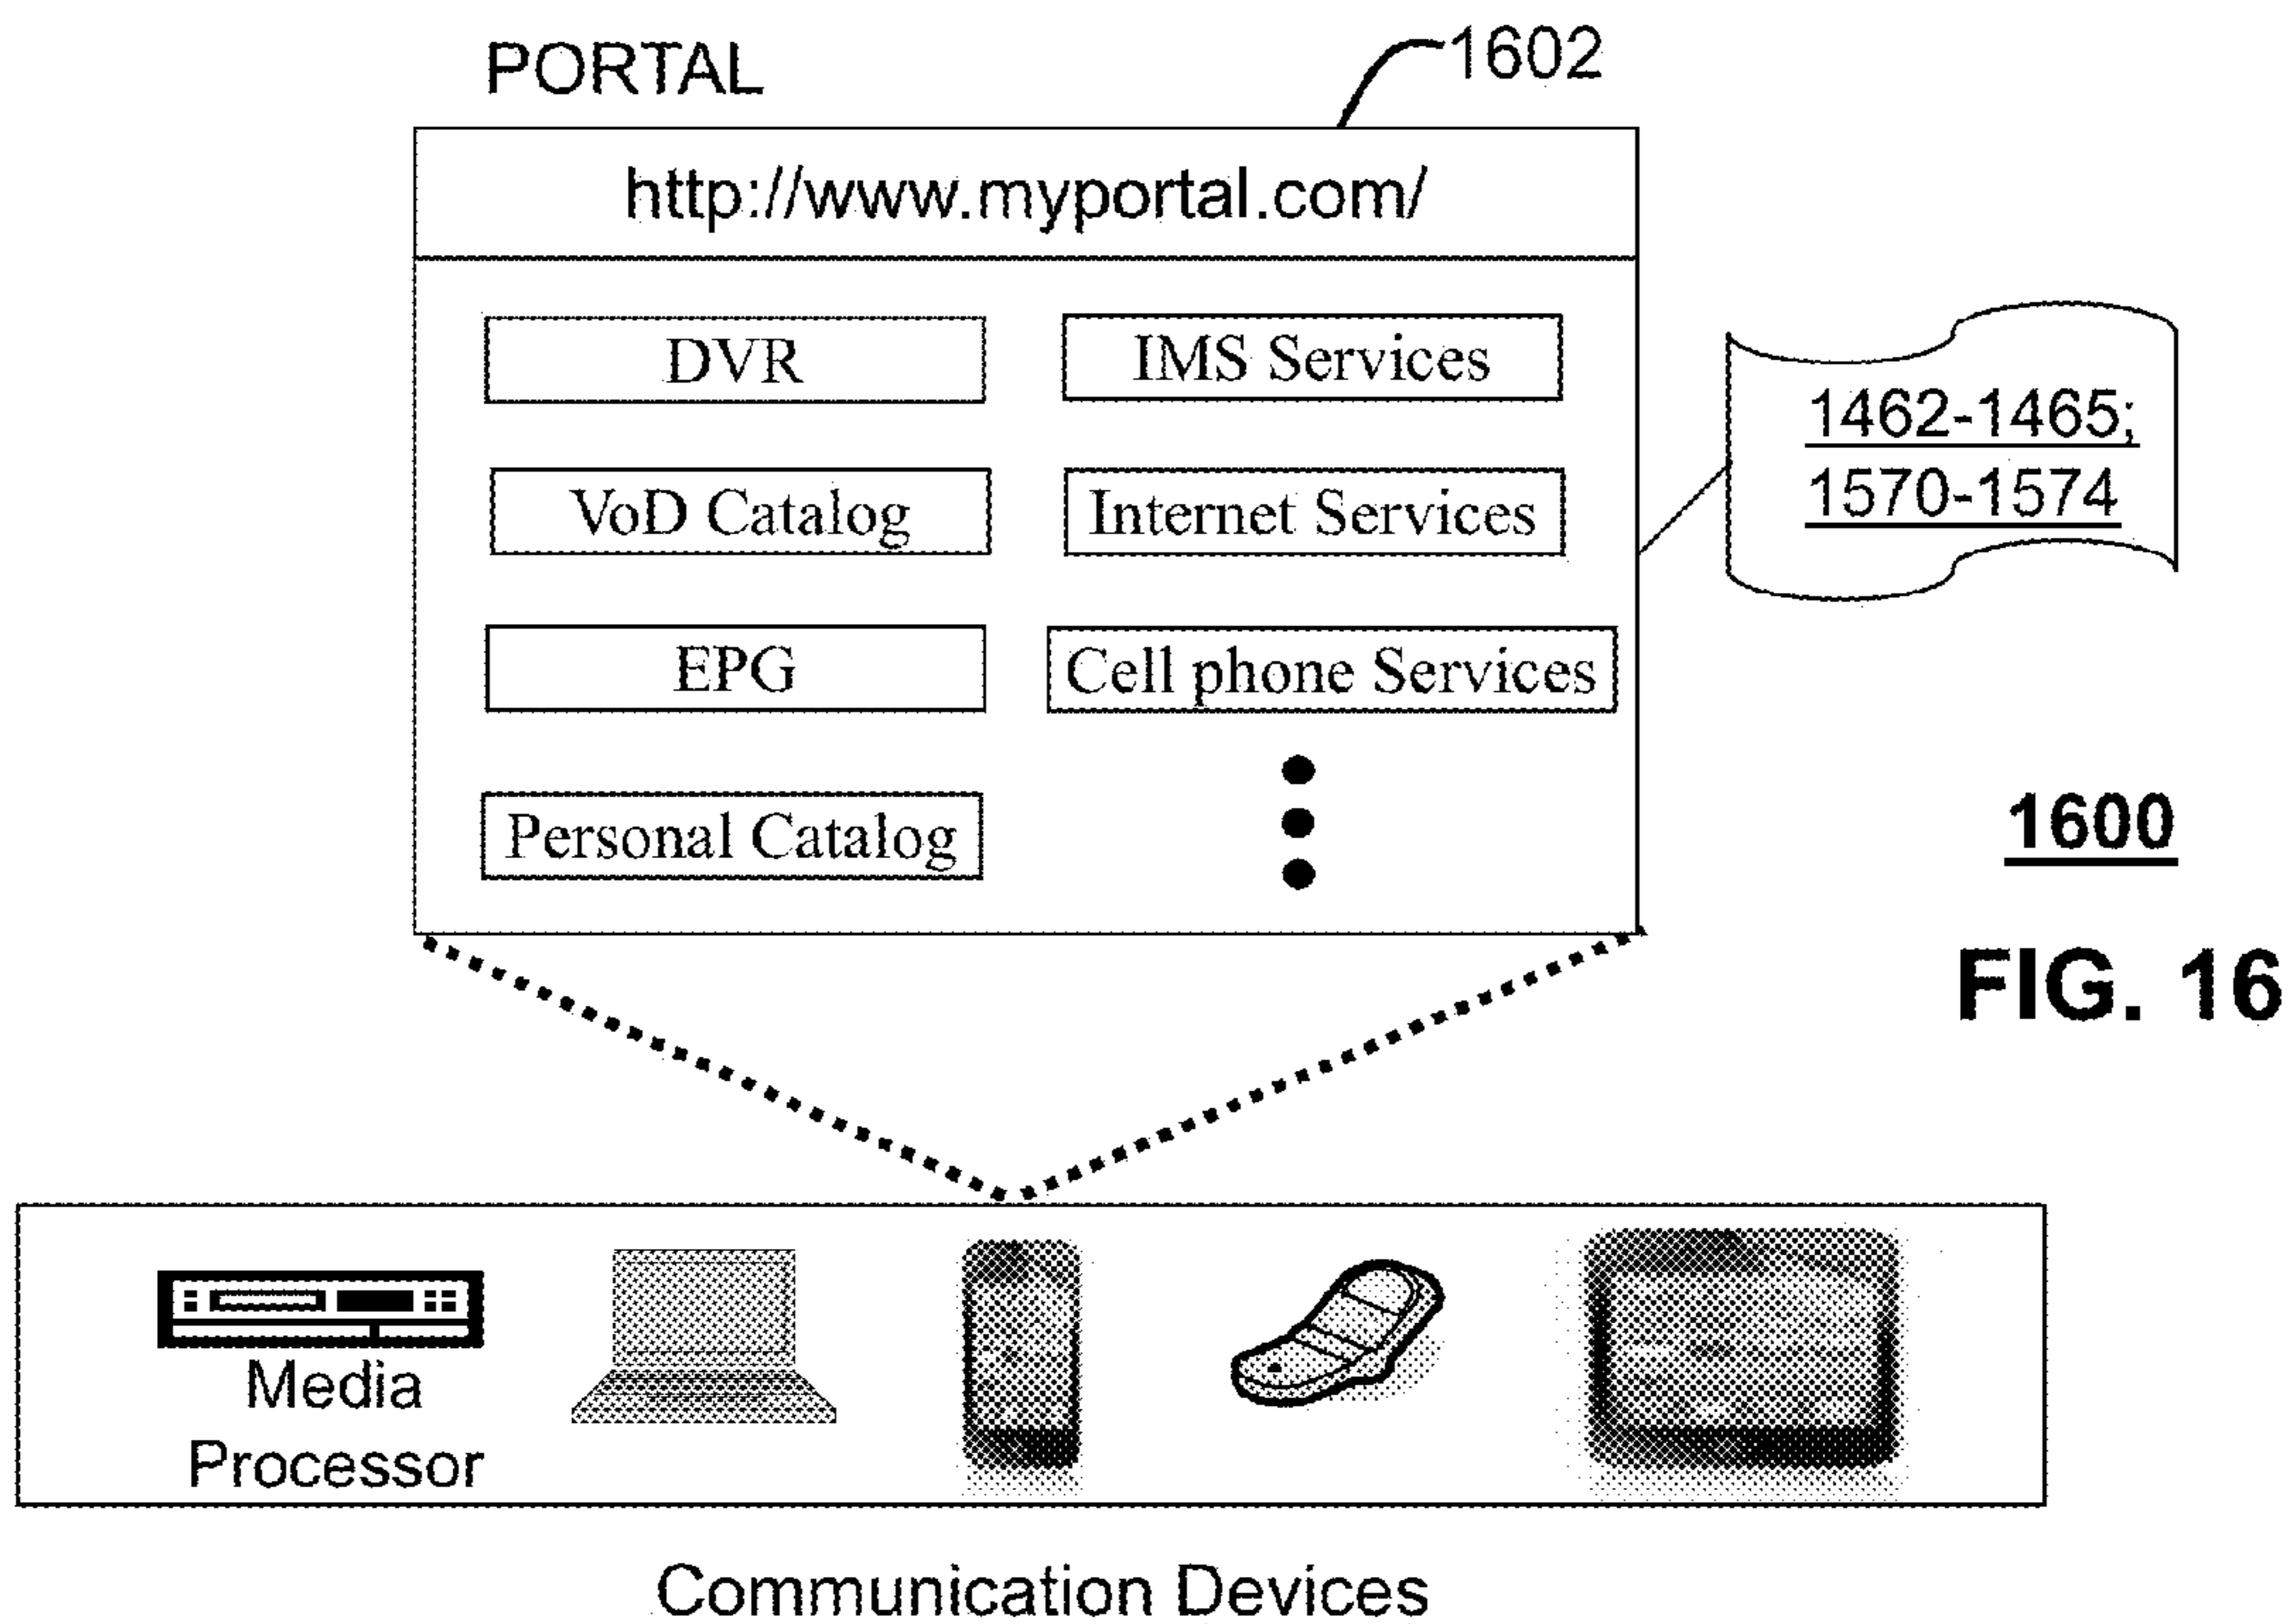 PORTAL
1602
http://www.myportal.com/
DVR
IMS Services
VoD Catalog
Internet Services
EPG
Cell phone Services
Personal Catalog
1462-1465;
1570-1574
1600
FIG. 16
Media
Processor
Communication Devices